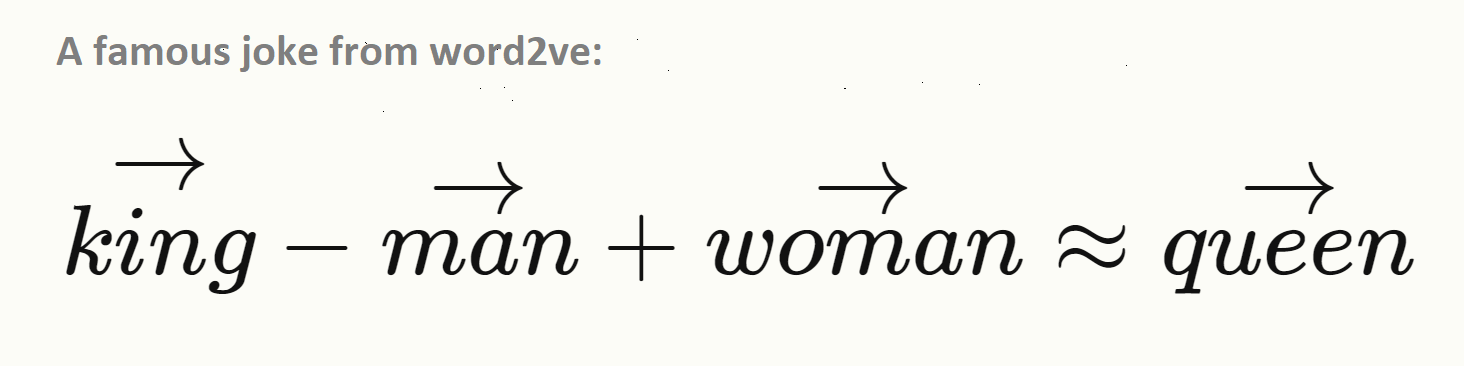 A famous joke from word2ve:
king − man + woman ≈ queen